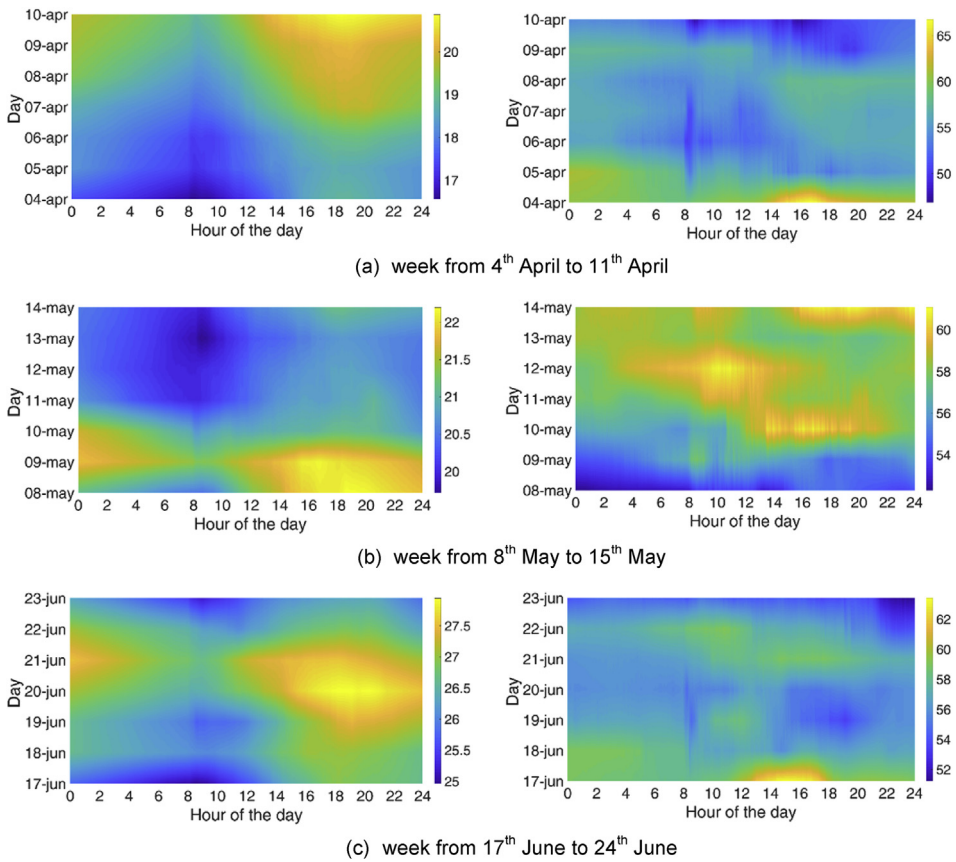 10-apr
09-apr
08-apr
07-apr
06-apr
05-apr
04-apr
Day
0 2 4 6 8 10 12 14 16 18 20 22 24
Hour of the day
20
19
18
17
10-apr
09-apr
08-apr
07-apr
06-apr
05-apr
04-apr
Day
0 2 4 6 8 10 12 14 16 18 20 22 24
Hour of the day
65
60
55
50
(a) week from 4th April to 11th April
14-may
13-may
12-may
11-may
10-may
09-may
08-may
Day
0 2 4 6 8 10 12 14 16 18 20 22 24
Hour of the day
22
21.5
21
20.5
20
14-may
13-may
12-may
11-may
10-may
09-may
08-may
Day
0 2 4 6 8 10 12 14 16 18 20 22 24
Hour of the day
60
58
56
54
(b) week from 8th May to 15th May
23-jun
22-jun
21-jun
20-jun
19-jun
18-jun
17-jun
Day
0 2 4 6 8 10 12 14 16 18 20 22 24
Hour of the day
27.5
27
26.5
26
25.5
25
23-jun
22-jun
21-jun
20-jun
19-jun
18-jun
17-jun
Day
0 2 4 6 8 10 12 14 16 18 20 22 24
Hour of the day
62
60
58
56
54
52
(c) week from 17th June to 24th June